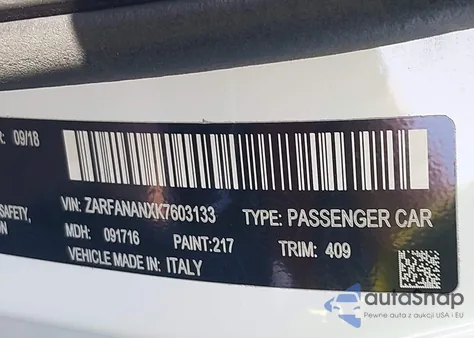 R: 09/18
VIN: ZARFANANXK7603133 TYPE: PASSENGER CAR
SAFETY,
MDH: 091716 PAINT: 217 TRIM: 409
VEHICLE MADE IN: ITALY
autasnap
Pewne auta z aukcji USA i EU